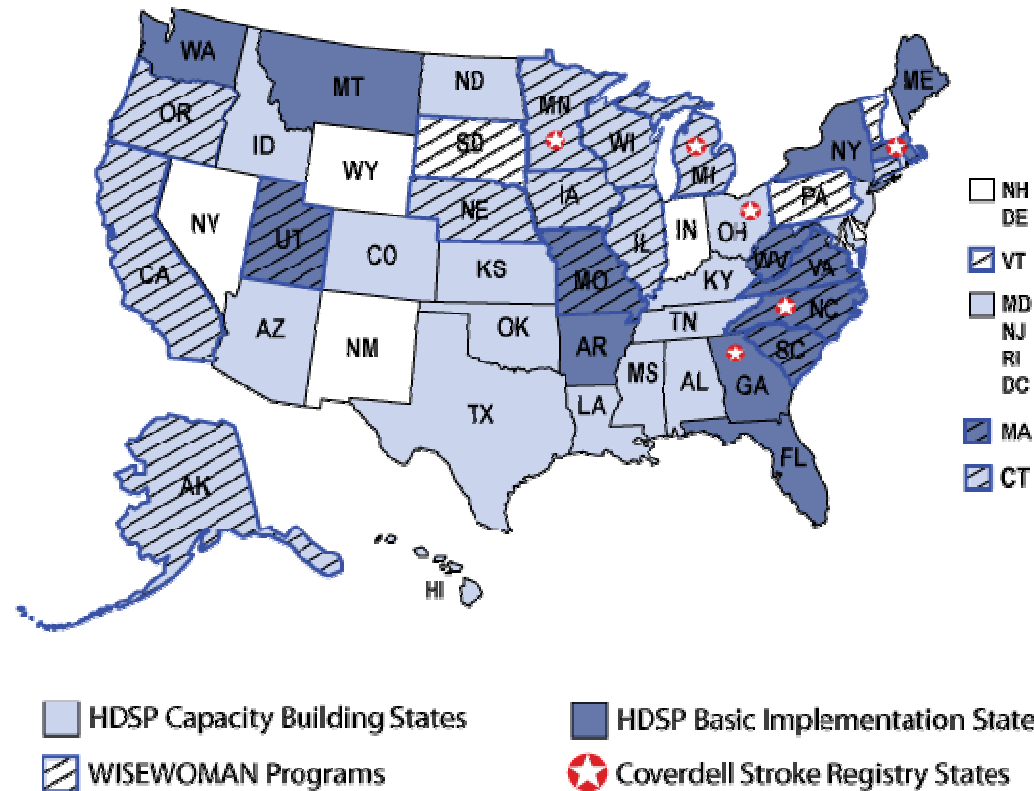 WA
MT
ND
MN
ME
OR
ID
SD
WI
MI
NY
WY
NH
DE
NV
UT
NE
IA
PA
VT
CA
CO
KS
MO
IL
IN
OH
KY
WV
VA
MD
NJ
RI
DC
AZ
NM
OK
AR
TN
NC
SC
TX
LA
MS
AL
GA
MA
FL
CT
AK
HI
HDSP Capacity Building States
HDSP Basic Implementation State
WISEWOMAN Programs
Coverdell Stroke Registry States